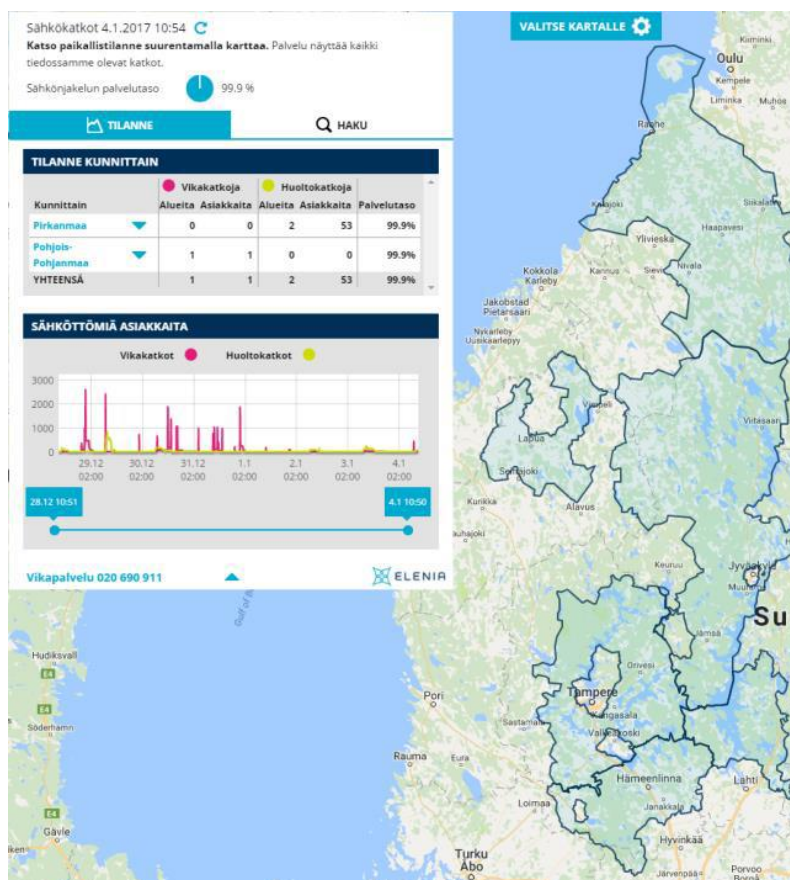 Sähkökatkot 4.1.2017 10:54
Katso paikallistilanne suurentamalla karttaa. Palvelu näyttää kaikki
tiedossamme olevat katkot.
Sähkönjakelun palvelutaso 99.9 %
TILANNE HAKU
TILANNE KUNNITTAIN
Vikakatkoja Huoltokatkoja
Kunnittain Alueita Asiakkaita Alueita Asiakkaita Palvelutaso
Pirkanmaa 0 0 2 53 99.9%
Pohjois-
Pohjanmaa 1 1 0 0 99.9%
YHTEENSÄ 1 1 2 53 99.9%
SÄHKÖTTÖMIÄ ASIAKKAITA
Vikakatkot Huoltokatkot
3000
2000
1000
0
29.12 30.12 31.12 1.1 2.1 3.1 4.1
02:00 02:00 02:00 02:00 02:00 02:00 02:00
28.12 10:51 4.1 10:50
Vikapalvelu 020 690 911 ELENIA
VALITSE KARTALLE
Kiiminki
Oulu
Kempele
Liminka Muhos
Raahe
Kalajoki
Haapavesi
Ylivieska
Kokkola
Karleby
Kannus
Sievi
Nivala
Jakobstad
Pietarsaari
Nykarleby
Uusikaarlepyy
Vimpeli
Viitasaari
Lapua
Seinäjoki
Kurikka
Alavus
Keuruu
Jyväskylä
Su
Jämsä
Hudiksvall
E4
E4
Söderhamn
E4
Gävle
Orivesi
Pori
Tampere
Kangasala
Sastamala
Valkeakoski
Rauma
Eura
Hämeenlinna
Lahti
Loimaa
Janakkala
Hyvinkää
Turku
Åbo
Järvenpää
Porvoo